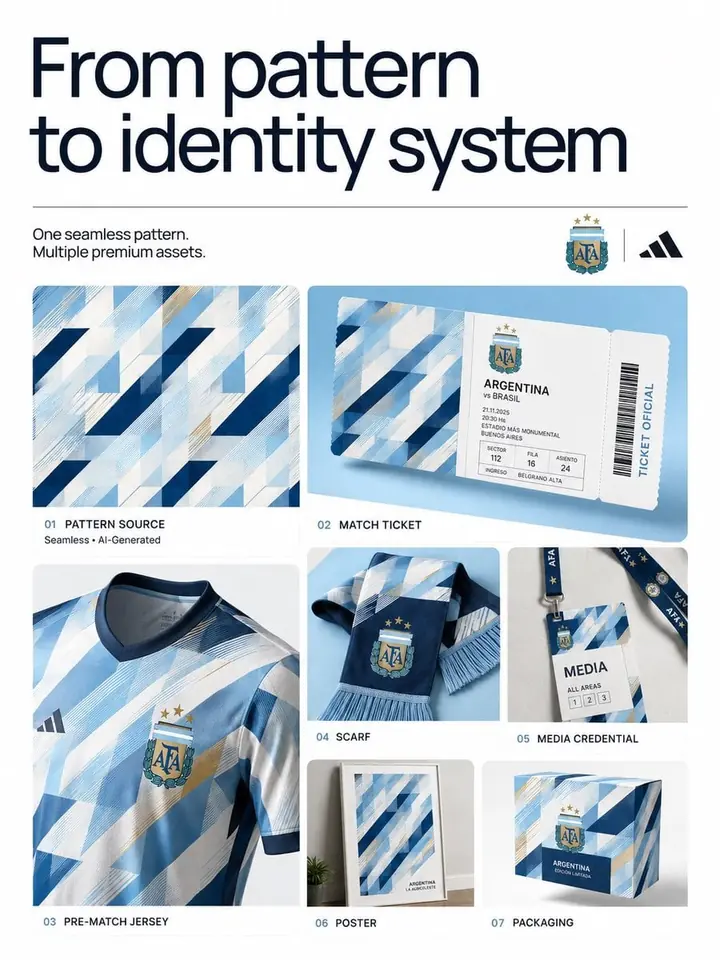 From pattern
to identity system
One seamless pattern.
Multiple premium assets.
AFA
01 PATTERN SOURCE
Seamless • AI-Generated
AFA
ARGENTINA
vs BRASIL
21.11.2025
20:30 Hs
ESTADIO MÁS MONUMENTAL
BUENOS AIRES
SECTOR FILA ASIENTO
112 16 24
INGRESO BELGRANO ALTA
TICKET OFICIAL
02 MATCH TICKET
AFA
03 PRE-MATCH JERSEY
AFA
04 SCARF
AFA
AFA
AFA
MEDIA
ALL AREAS
1 2 3
05 MEDIA CREDENTIAL
ARGENTINA
06 POSTER
AFA
ARGENTINA
EDICIÓN LIMITADA
07 PACKAGING